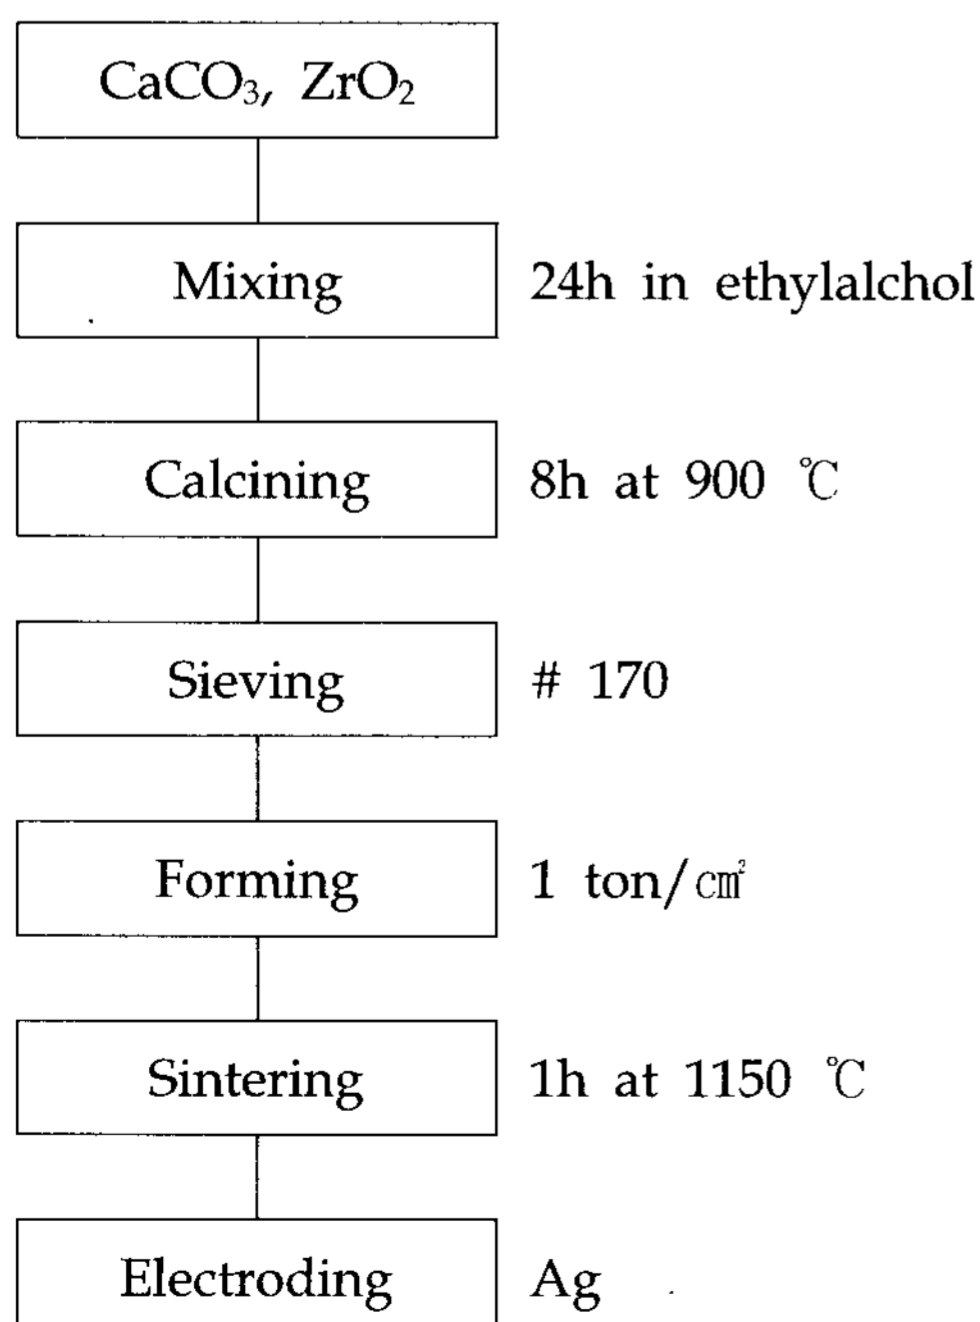 CaCO₃, ZrO₂
Mixing 24h in ethylalchol
Calcining 8h at 900 ℃
Sieving # 170
Forming 1 ton/㎠
Sintering 1h at 1150 ℃
Electroding Ag